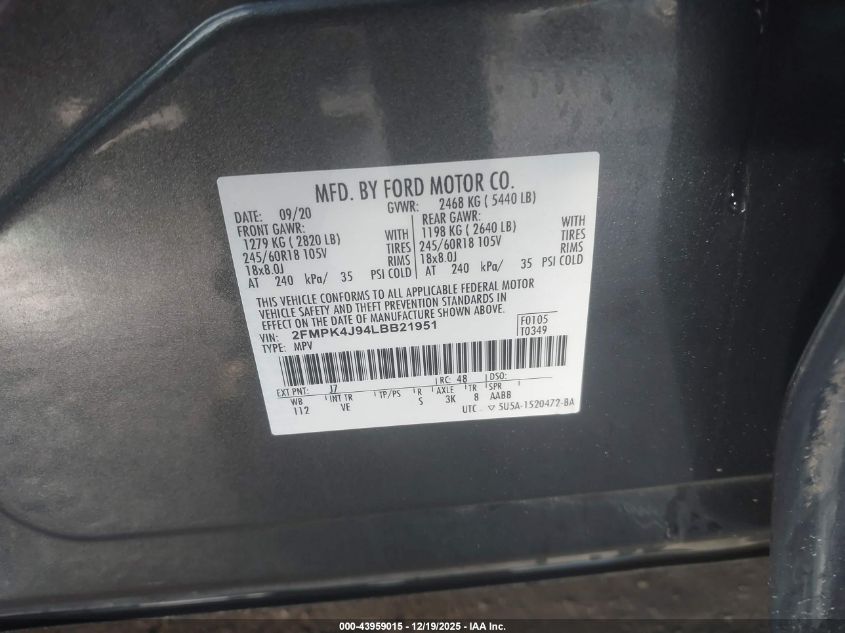 MFD. BY FORD MOTOR CO.
DATE: 09/20 GVWR: 2468 KG ( 5440 LB)
FRONT GAWR: REAR GAWR:
1279 KG ( 2820 LB) WITH 1198 KG ( 2640 LB) WITH
245/60R18 105V TIRES 245/60R18 105V TIRES
18x8.0J RIMS 18x8.0J RIMS
AT 240 kPa/ 35 PSI COLD AT 240 kPa/ 35 PSI COLD
THIS VEHICLE CONFORMS TO ALL APPLICABLE FEDERAL MOTOR
VEHICLE SAFETY AND THEFT PREVENTION STANDARDS IN
EFFECT ON THE DATE OF MANUFACTURE SHOWN ABOVE.
VIN: 2FMPK4J94LBB21951 F0105
TYPE: MPV T0349
EXT PNT: J7 RC: 48 DSO:
WB INT TR TP/PS R AXLE TR SPR
112 VE S 3K 8 AABB
UTC ▽ 5U5A-1520472-BA
000-43959015 - 12/19/2025 - IAA Inc.